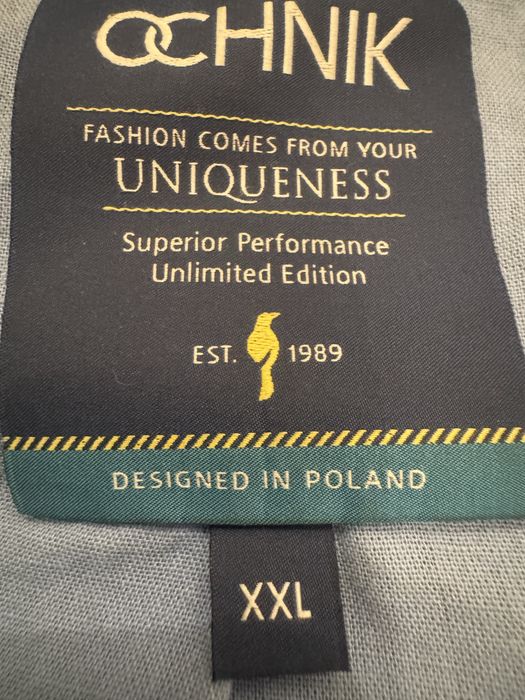 OCHNIK
FASHION COMES FROM YOUR
UNIQUENESS
Superior Performance
Unlimited Edition
EST. 1989
DESIGNED IN POLAND
XXL